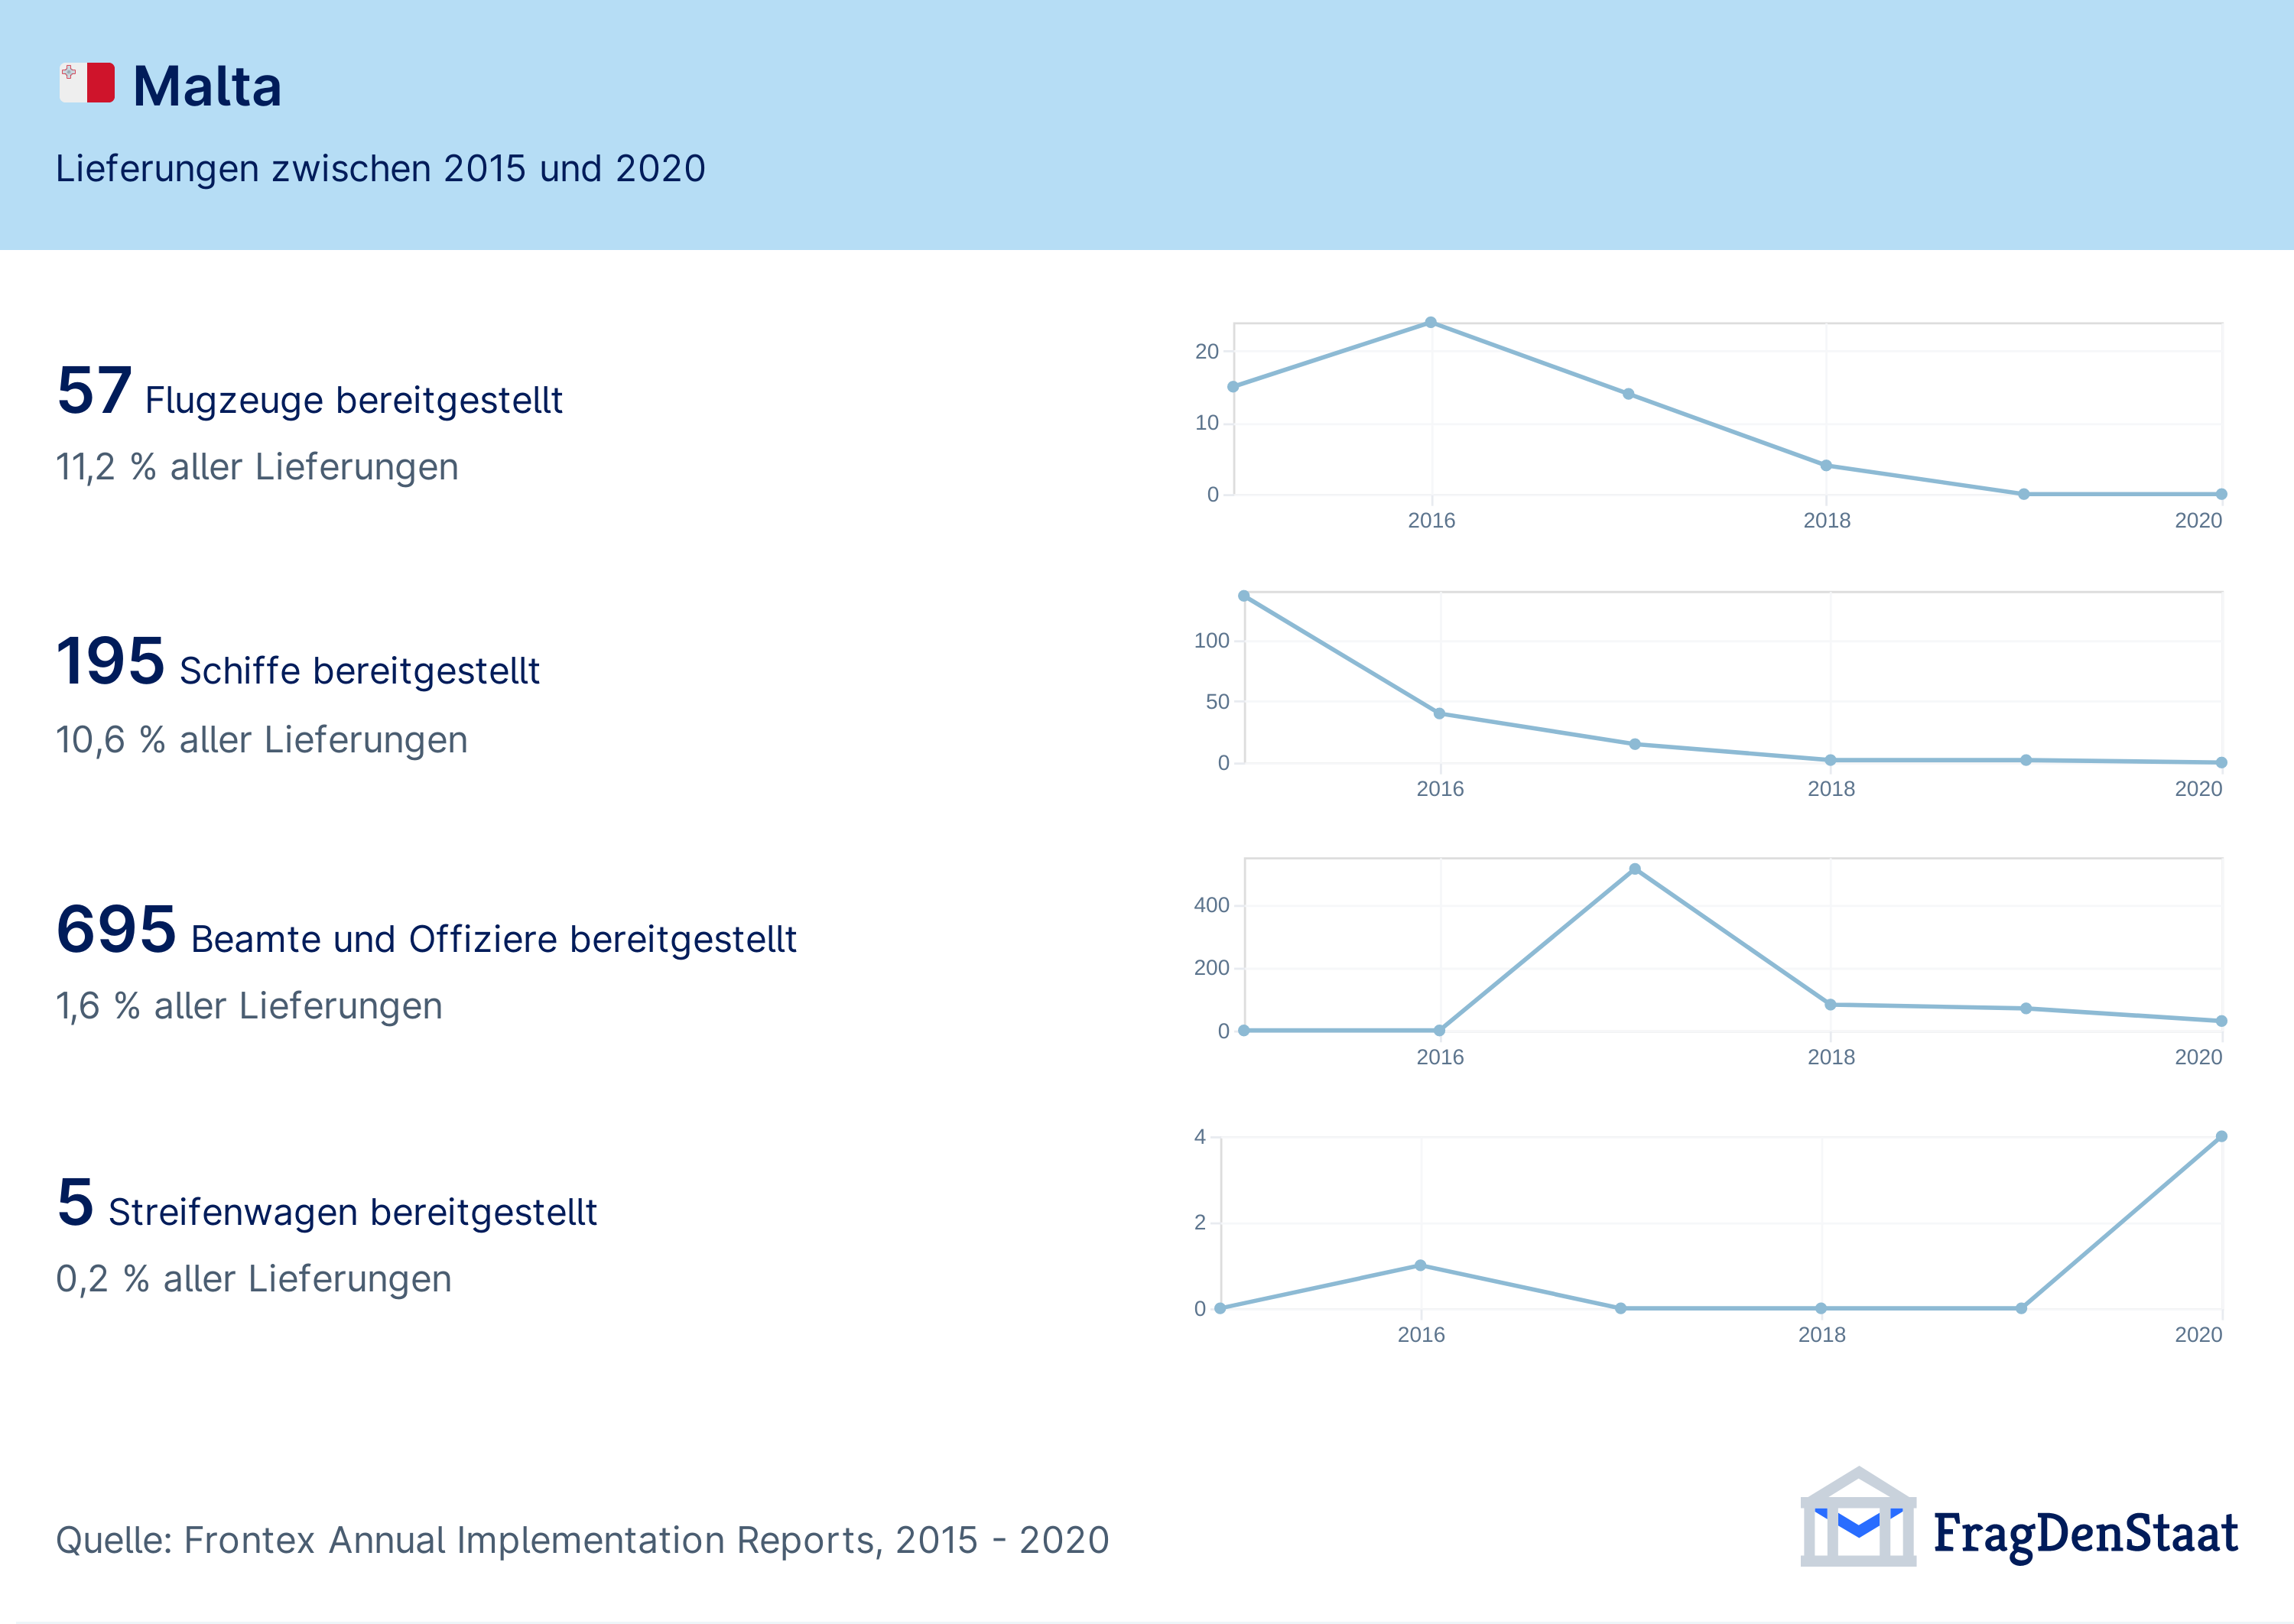 Malta
Lieferungen zwischen 2015 und 2020
57 Flugzeuge bereitgestellt
11,2 % aller Lieferungen
20
10
0
2016 2018 2020
195 Schiffe bereitgestellt
10,6 % aller Lieferungen
100
50
0
2016 2018 2020
695 Beamte und Offiziere bereitgestellt
1,6 % aller Lieferungen
400
200
0
2016 2018 2020
5 Streifenwagen bereitgestellt
0,2 % aller Lieferungen
4
2
0
2016 2018 2020
Quelle: Frontex Annual Implementation Reports, 2015 - 2020
FragDenStaat